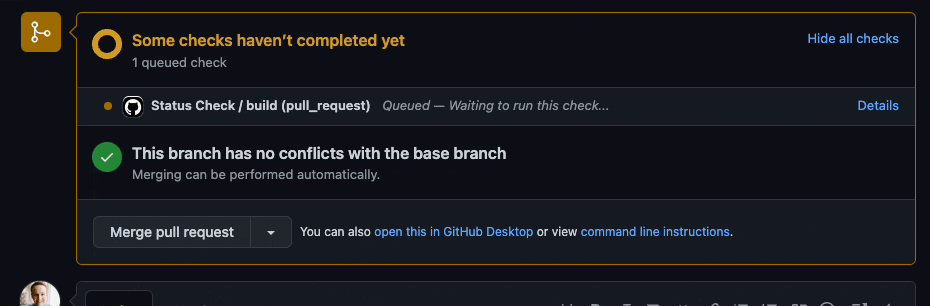 Some checks haven't completed yet
Hide all checks
1 queued check
Status Check / build (pull_request) Queued — Waiting to run this check...
Details
This branch has no conflicts with the base branch
Merging can be performed automatically.
Merge pull request
You can also open this in GitHub Desktop or view command line instructions.